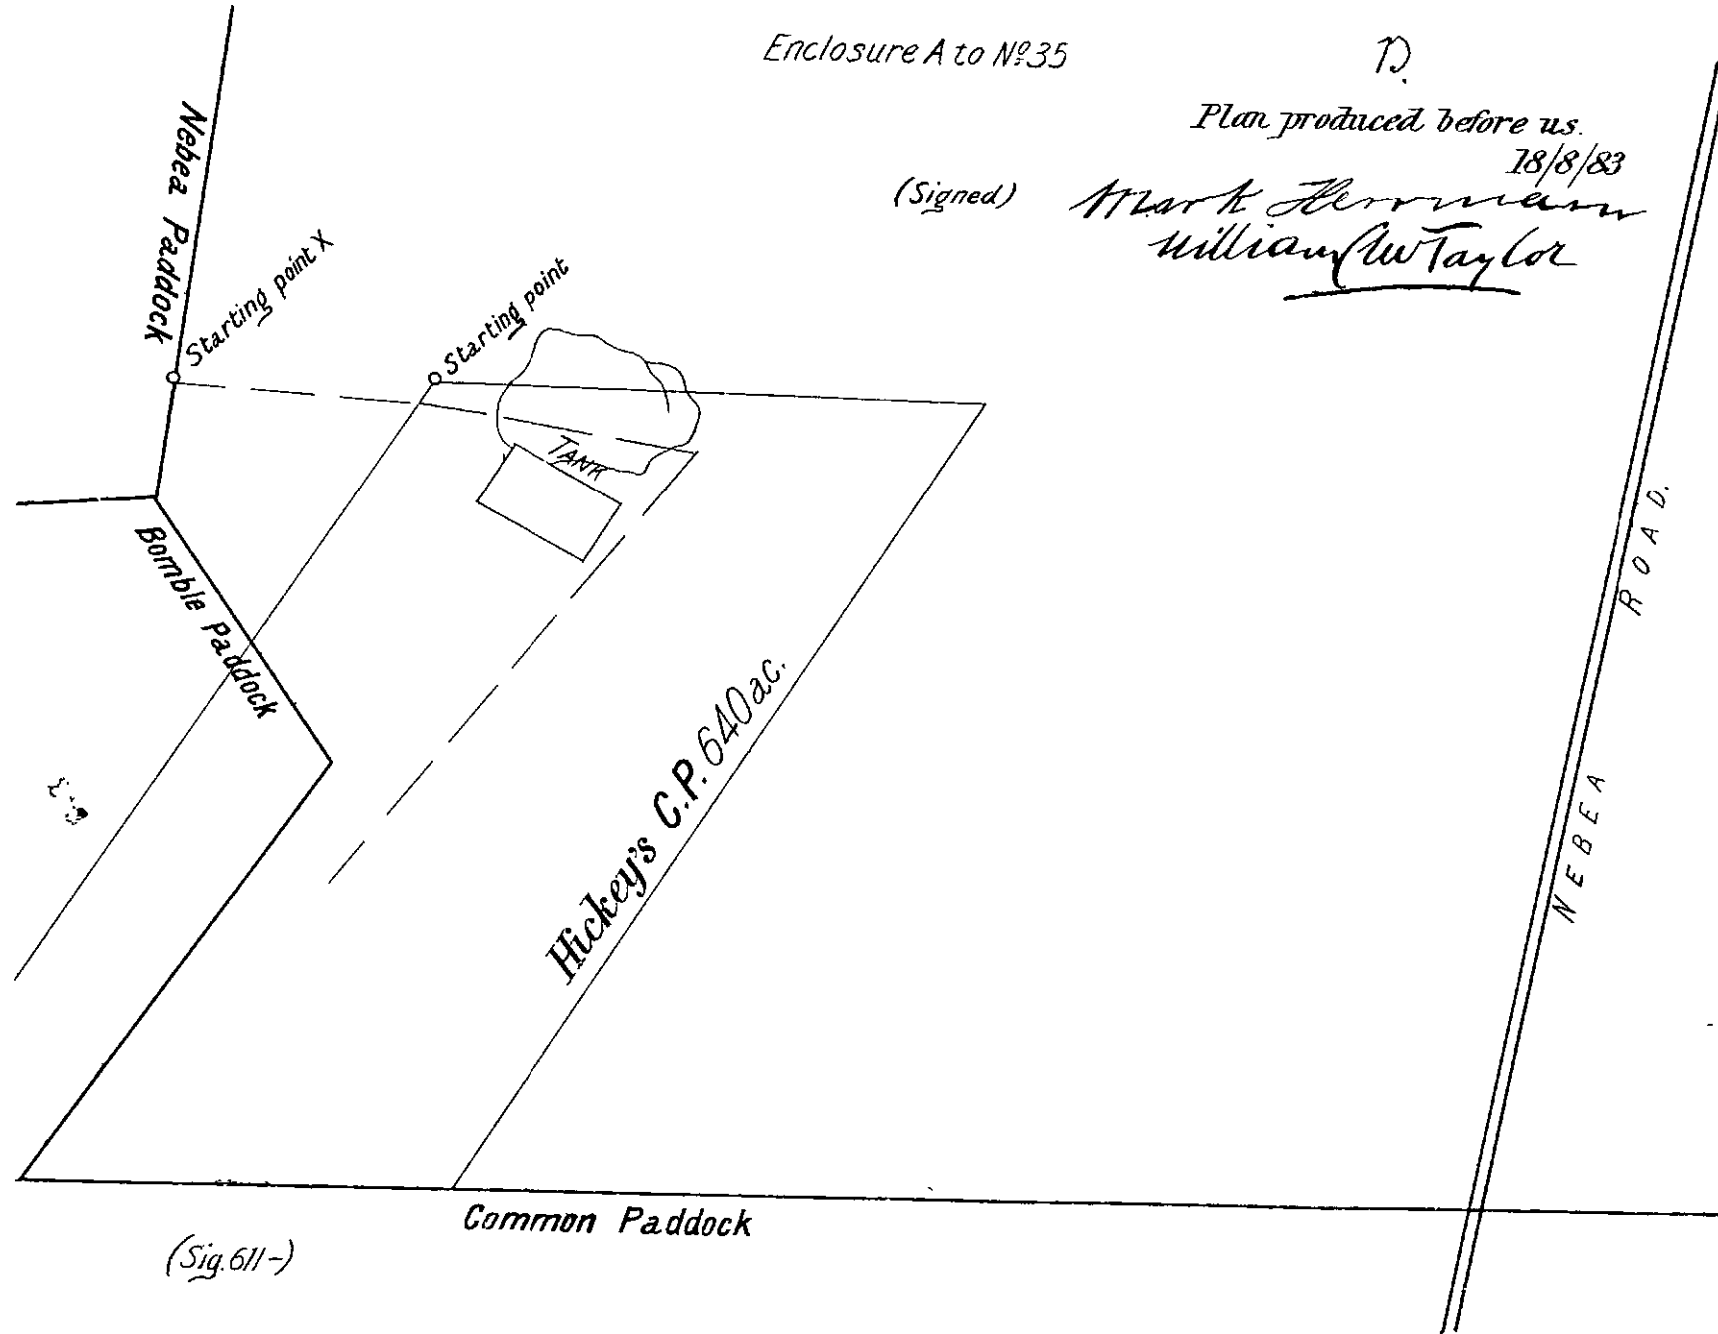 Enclosure A to Nº 35
D.
Plan produced before us.
18/8/83
(Signed)
Mark Herrmann
William Taylor
Nebea Paddock
Starting point X
Starting point
TANK
Bomble Paddock
Hickey's C.P. 640 ac.
NEBEA ROAD.
Common Paddock
(Sig. 611-)